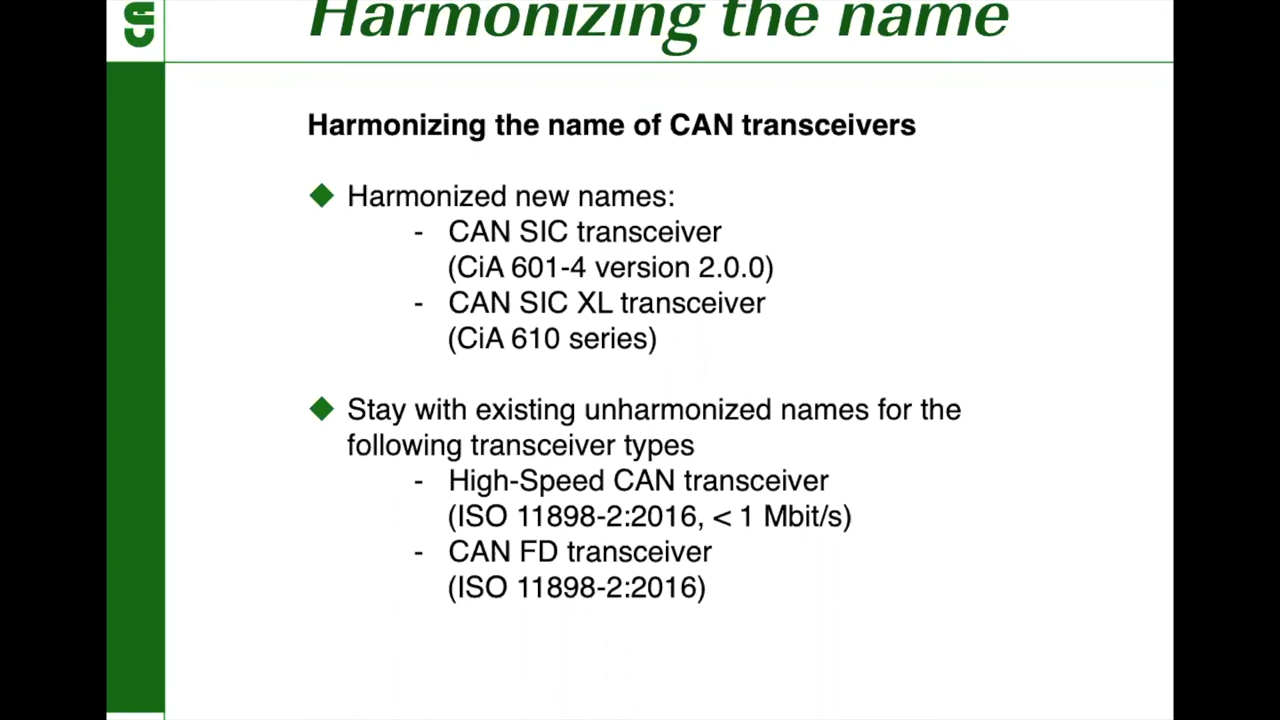 Harmonizing the name
Harmonizing the name of CAN transceivers
Harmonized new names:
- CAN SIC transceiver
(CiA 601-4 version 2.0.0)
- CAN SIC XL transceiver
(CiA 610 series)
Stay with existing unharmonized names for the
following transceiver types
- High-Speed CAN transceiver
(ISO 11898-2:2016, < 1 Mbit/s)
- CAN FD transceiver
(ISO 11898-2:2016)